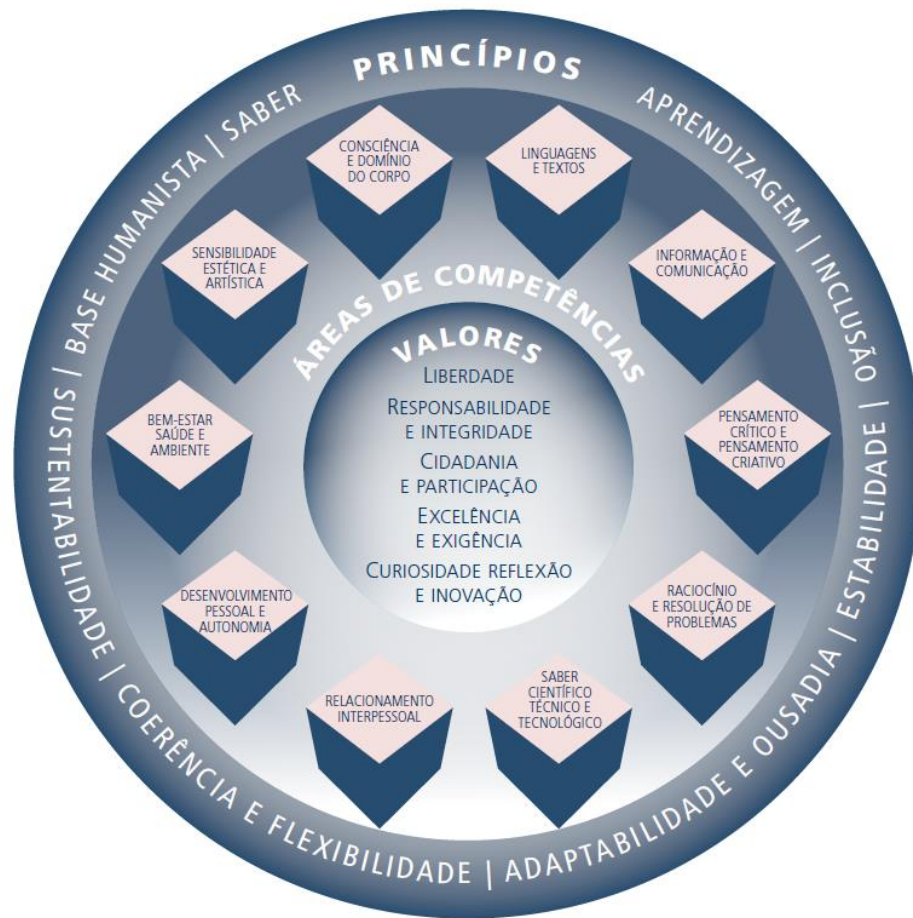 PRINCÍPIOS
APRENDIZAGEM | INCLUSÃO |
ESTABILIDADE |
ADAPTABILIDADE E OUSADIA |
COERÊNCIA E FLEXIBILIDADE |
SUSTENTABILIDADE |
BASE HUMANISTA | SABER
ÁREAS DE COMPETÊNCIAS
LINGUAGENS
E TEXTOS
INFORMAÇÃO E
COMUNICAÇÃO
PENSAMENTO
CRÍTICO E
PENSAMENTO
CRIATIVO
RACIOCÍNIO
E RESOLUÇÃO DE
PROBLEMAS
SABER
CIENTÍFICO
TÉCNICO E
TECNOLÓGICO
RELACIONAMENTO
INTERPESSOAL
DESENVOLVIMENTO
PESSOAL E
AUTONOMIA
BEM-ESTAR
SAÚDE E
AMBIENTE
SENSIBILIDADE
ESTÉTICA E
ARTÍSTICA
CONSCIÊNCIA
E DOMÍNIO
DO CORPO
VALORES
LIBERDADE
RESPONSABILIDADE
E INTEGRIDADE
CIDADANIA
E PARTICIPAÇÃO
EXCELÊNCIA
E EXIGÊNCIA
CURIOSIDADE REFLEXÃO
E INOVAÇÃO